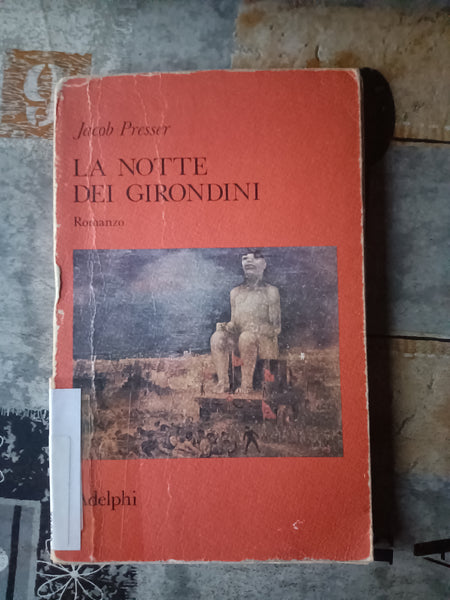 Jacob Presser
LA NOTTE
DEI GIRONDINI
Romanzo
Adelphi